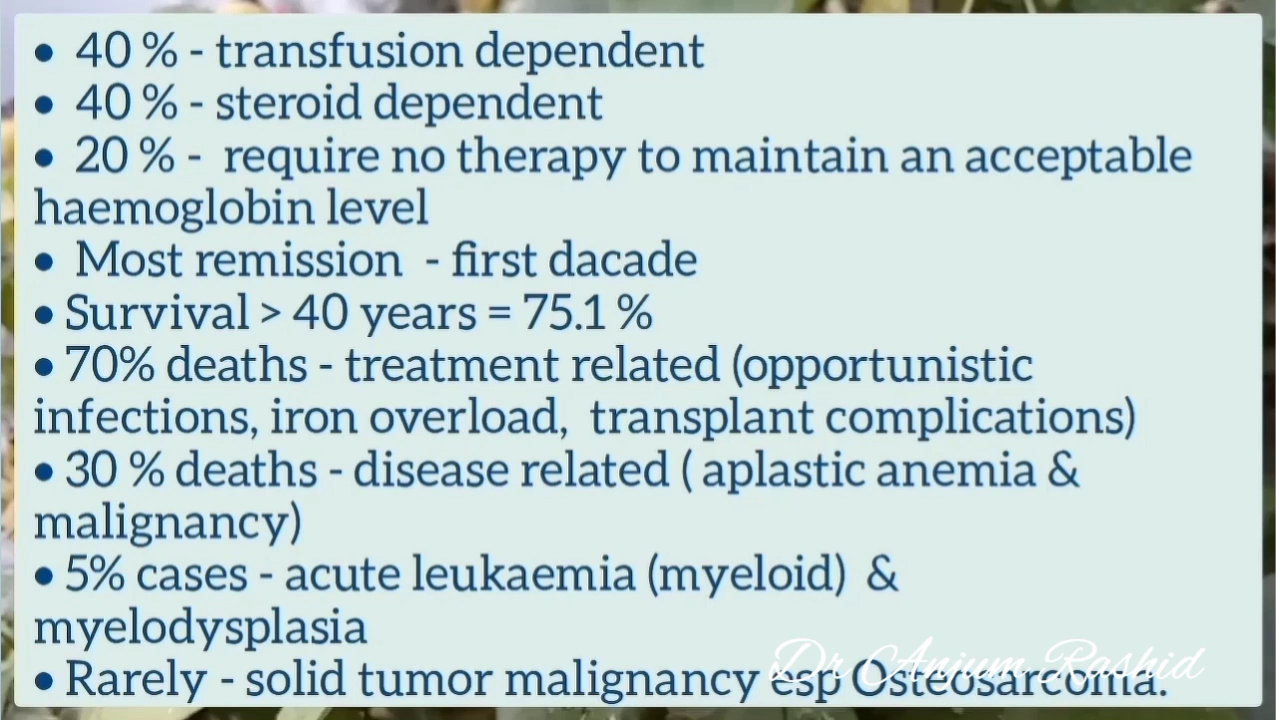 • 40 % - transfusion dependent
• 40 % - steroid dependent
• 20 % - require no therapy to maintain an acceptable
haemoglobin level
• Most remission - first dacade
• Survival > 40 years = 75.1 %
• 70% deaths - treatment related (opportunistic
infections, iron overload, transplant complications)
• 30 % deaths - disease related ( aplastic anemia &
malignancy)
• 5% cases - acute leukaemia (myeloid) &
myelodysplasia
• Rarely - solid tumor malignancy esp Osteosarcoma.
Dr Anjum Rashid